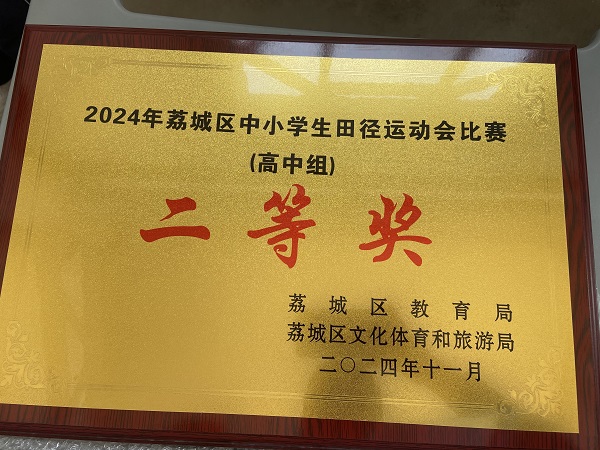 2024年荔城区中小学生田径运动会比赛
(高中组)
二等奖
荔城区教育局
荔城区文化体育和旅游局
二〇二四年十一月